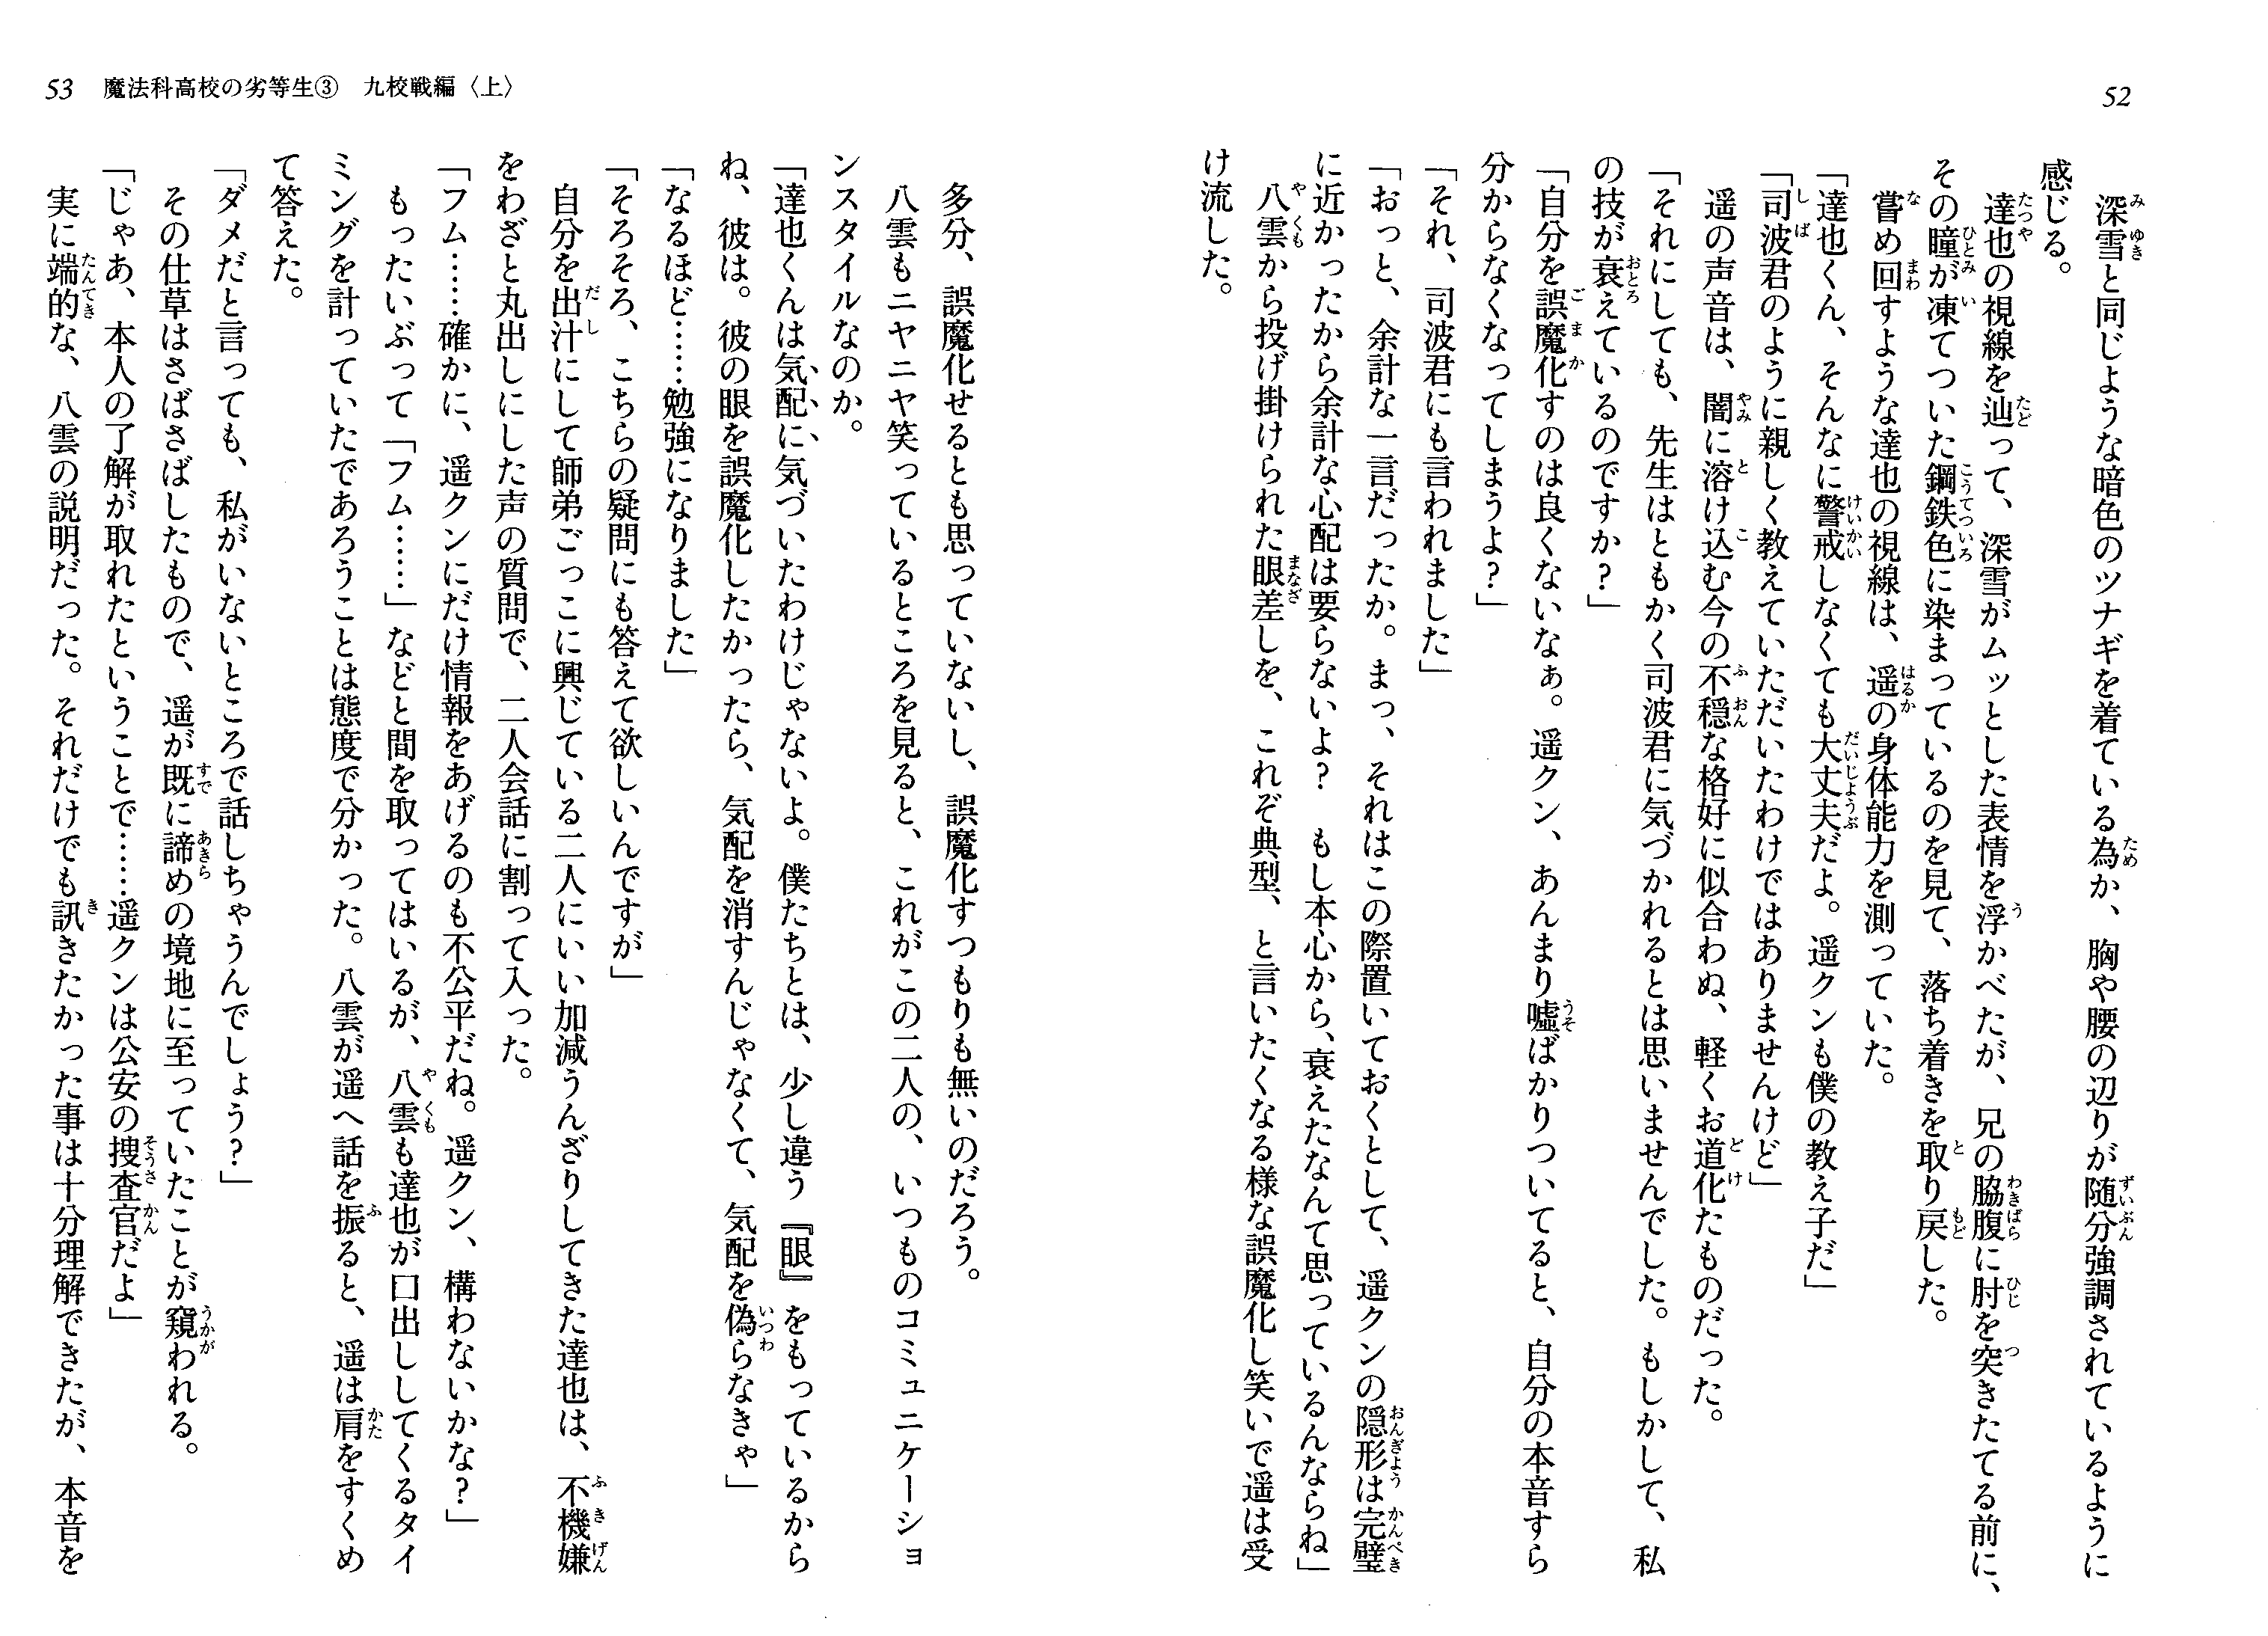 52
深雪と同じような暗色のツナギを着ている為か、胸や腰の辺りが随分強調されているように
感じる。
達也の視線を辿って、深雪がムッとした表情を浮かべたが、兄の脇腹に肘を突きたてる前に、
その瞳が凍てついた鋼鉄色に染まっているのを見て、落ち着きを取り戻した。
嘗め回すような達也の視線は、遥の身体能力を測っていた。
「達也くん、そんなに警戒しなくても大丈夫だよ。遥クンも僕の教え子だ」
「司波君のように親しく教えていただいたわけではありませんけど」
遥の声音は、闇に溶け込む今の不穏な格好に似合わぬ、軽くお道化たものだった。
「それにしても、先生はともかく司波君に気づかれるとは思いませんでした。もしかして、私
の技が衰えているのですか？」
「自分を誤魔化すのは良くないなぁ。遥クン、あんまり嘘ばかりついてると、自分の本音すら
分からなくなってしまうよ？」
「それ、司波君にも言われました」
「おっと、余計な一言だったか。まっ、それはこの際置いておくとして、遥クンの隠形は完璧
に近かったから余計な心配は要らないよ？　もし本心から、衰えたなんて思っているんならね」
八雲から投げ掛けられた眼差しを、これぞ典型、と言いたくなる様な誤魔化し笑いで遥は受
け流した。
53　魔法科高校の劣等生③　九校戦編〈上〉
多分、誤魔化せるとも思っていないし、誤魔化すつもりも無いのだろう。
八雲もニヤニヤ笑っているところを見ると、これがこの二人の、いつものコミュニケーショ
ンスタイルなのか。
「達也くんは気配に気づいたわけじゃないよ。僕たちとは、少し違う『眼』をもっているから
ね、彼は。彼の眼を誤魔化したかったら、気配を消すんじゃなくて、気配を偽らなきゃ」
「なるほど……勉強になりました」
「そろそろ、こちらの疑問にも答えて欲しいんですが」
自分を出汁にして師弟ごっこに興じている二人にいい加減うんざりしてきた達也は、不機嫌
をわざと丸出しにした声の質問で、二人会話に割って入った。
「フム……確かに、遥クンにだけ情報をあげるのも不公平だね。遥クン、構わないかな？」
もったいぶって「フム……」などと間を取ってはいるが、八雲も達也が口出ししてくるタイ
ミングを計っていたであろうことは態度で分かった。八雲が遥へ話を振ると、遥は肩をすくめ
て答えた。
「ダメだと言っても、私がいないところで話しちゃうんでしょう？」
その仕草はさばさばしたもので、遥が既に諦めの境地に至っていたことが窺われる。
「じゃあ、本人の了解が取れたということで……遥クンは公安の捜査官だよ」
実に端的な、八雲の説明だった。それだけでも訊きたかった事は十分理解できたが、本音を